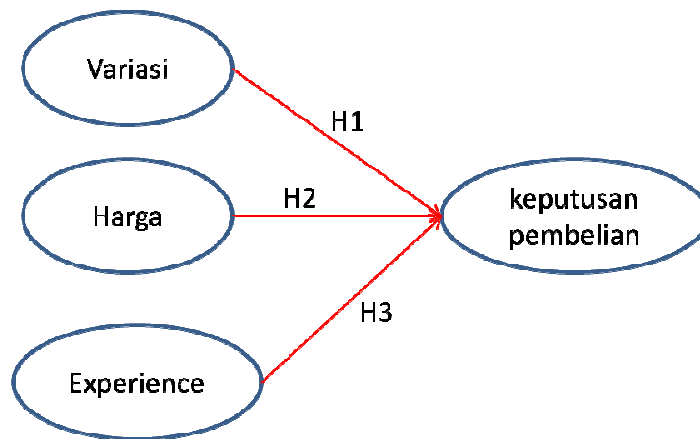 Variasi
H1
Harga
H2
keputusan
pembelian
H3
Experience